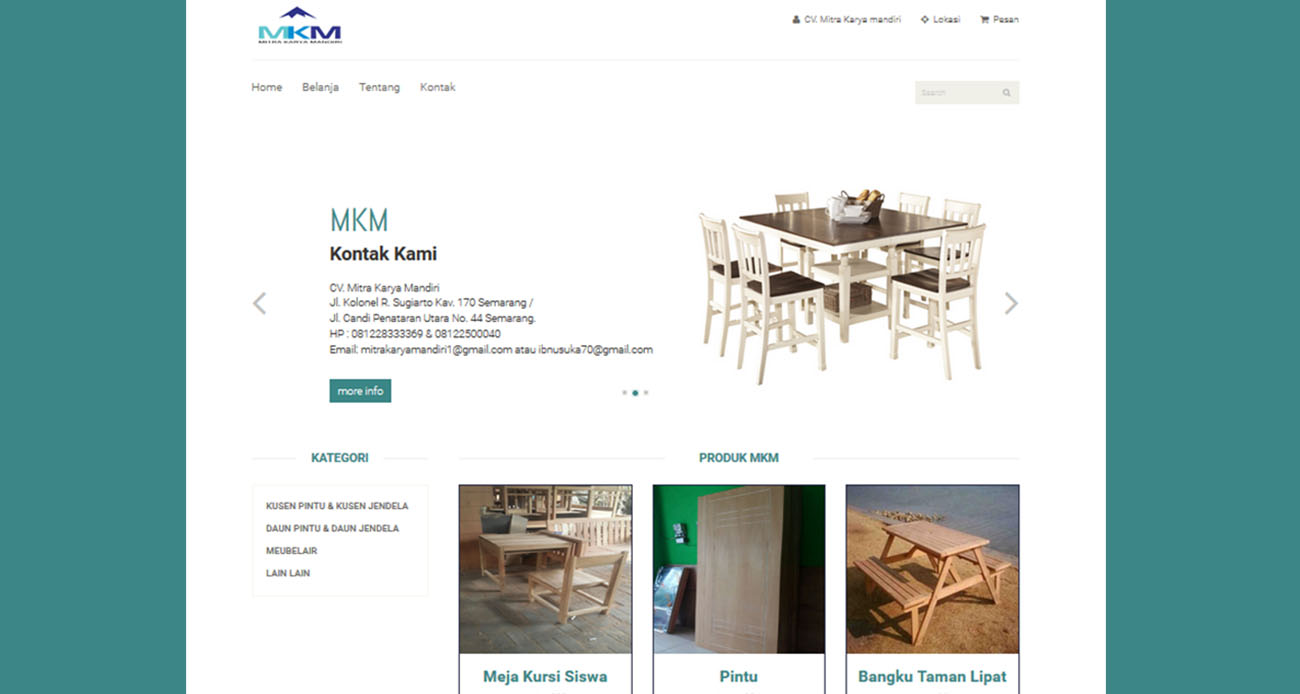 MKM
MITRA KARYA MANDIRI
CV. Mitra Karya mandiri
Lokasi
Pesan
Home
Belanja
Tentang
Kontak
Search
MKM
Kontak Kami
CV. Mitra Karya Mandiri
Jl. Kolonel R. Sugiarto Kav. 170 Semarang /
Jl. Candi Penataran Utara No. 44 Semarang.
HP : 081228333369 & 08122500040
Email: mitrakaryamandiri1@gmail.com atau ibnusuka70@gmail.com
more info
KATEGORI
KUSEN PINTU & KUSEN JENDELA
DAUN PINTU & DAUN JENDELA
MEUBELAIR
LAIN LAIN
PRODUK MKM
Meja Kursi Siswa
Pintu
Bangku Taman Lipat